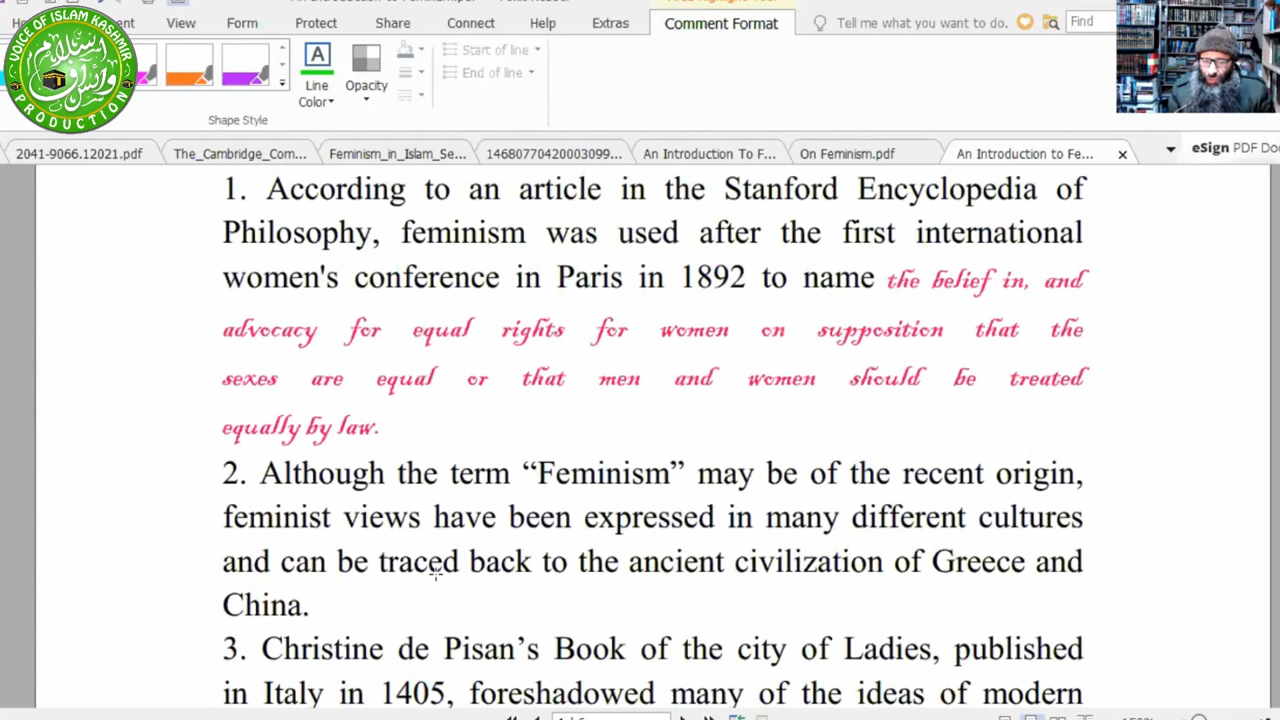 View Form Protect Share Connect Help Extras Comment Format Tell me what you want to do. Find
VOICE OF ISLAM KASHMIR
PRODUCTION
Line
Color
Opacity
Start of line
End of line
Shape Style
2041-9066.12021.pdf The_Cambridge_Com... Feminism_in_Islam_Se... 14680770420003099... An Introduction To F... On Feminism.pdf An Introduction to Fe... eSign PDF Do
1. According to an article in the Stanford Encyclopedia of
Philosophy, feminism was used after the first international
women's conference in Paris in 1892 to name the belief in, and
advocacy for equal rights for women on supposition that the
sexes are equal or that men and women should be treated
equally by law.
2. Although the term “Feminism” may be of the recent origin,
feminist views have been expressed in many different cultures
and can be traced back to the ancient civilization of Greece and
China.
3. Christine de Pisan’s Book of the city of Ladies, published
in Italy in 1405, foreshadowed many of the ideas of modern